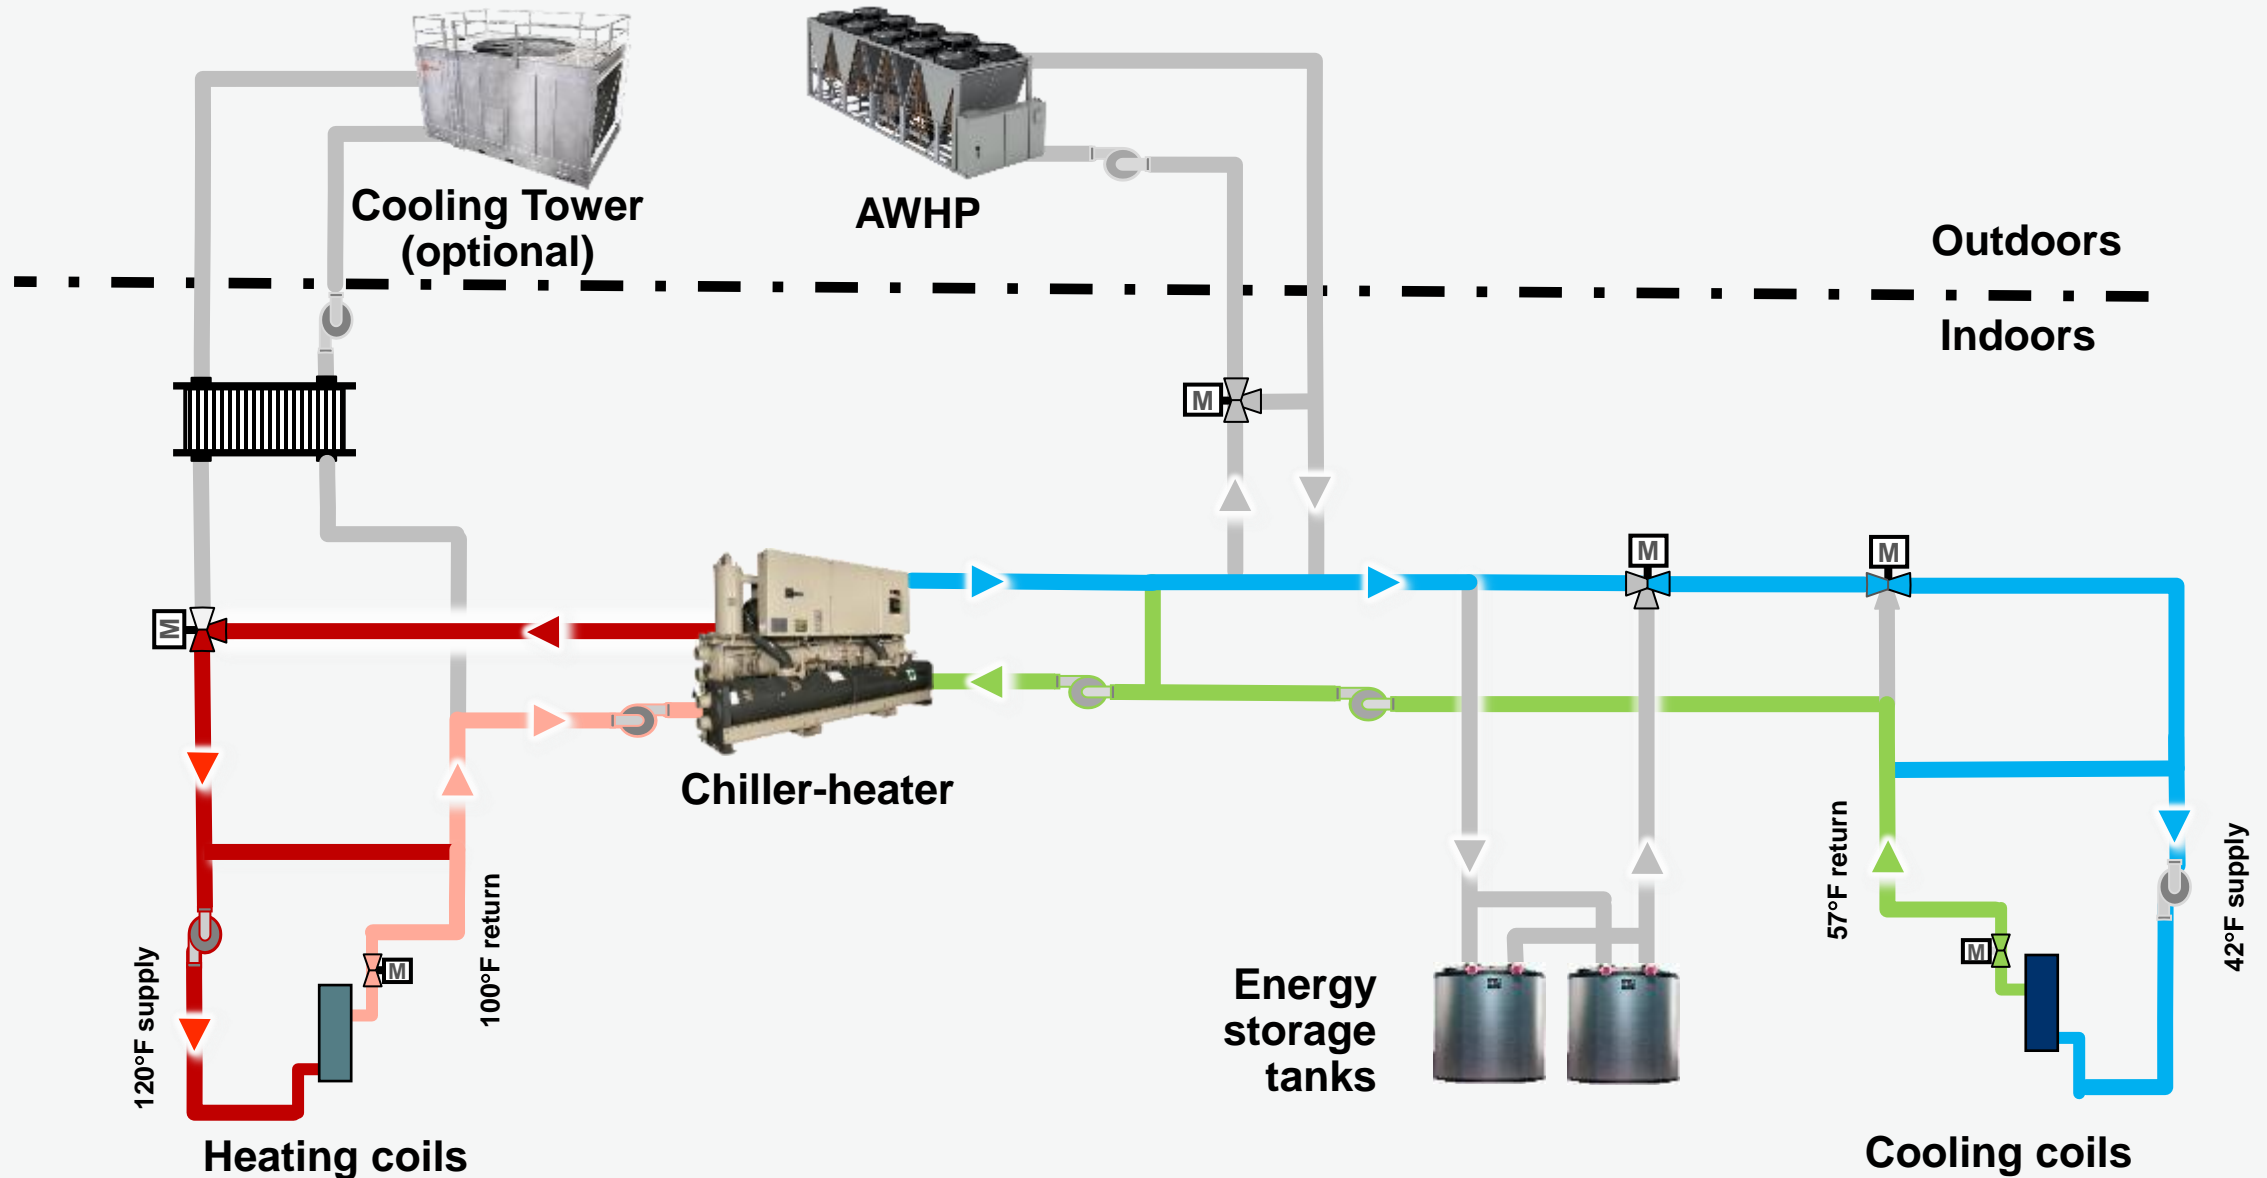 Cooling Tower
(optional)
AWHP
Outdoors
Indoors
M
M
M
M
Chiller-heater
120°F supply
100°F return
M
57°F return
42°F supply
M
Energy
storage
tanks
Heating coils
Cooling coils